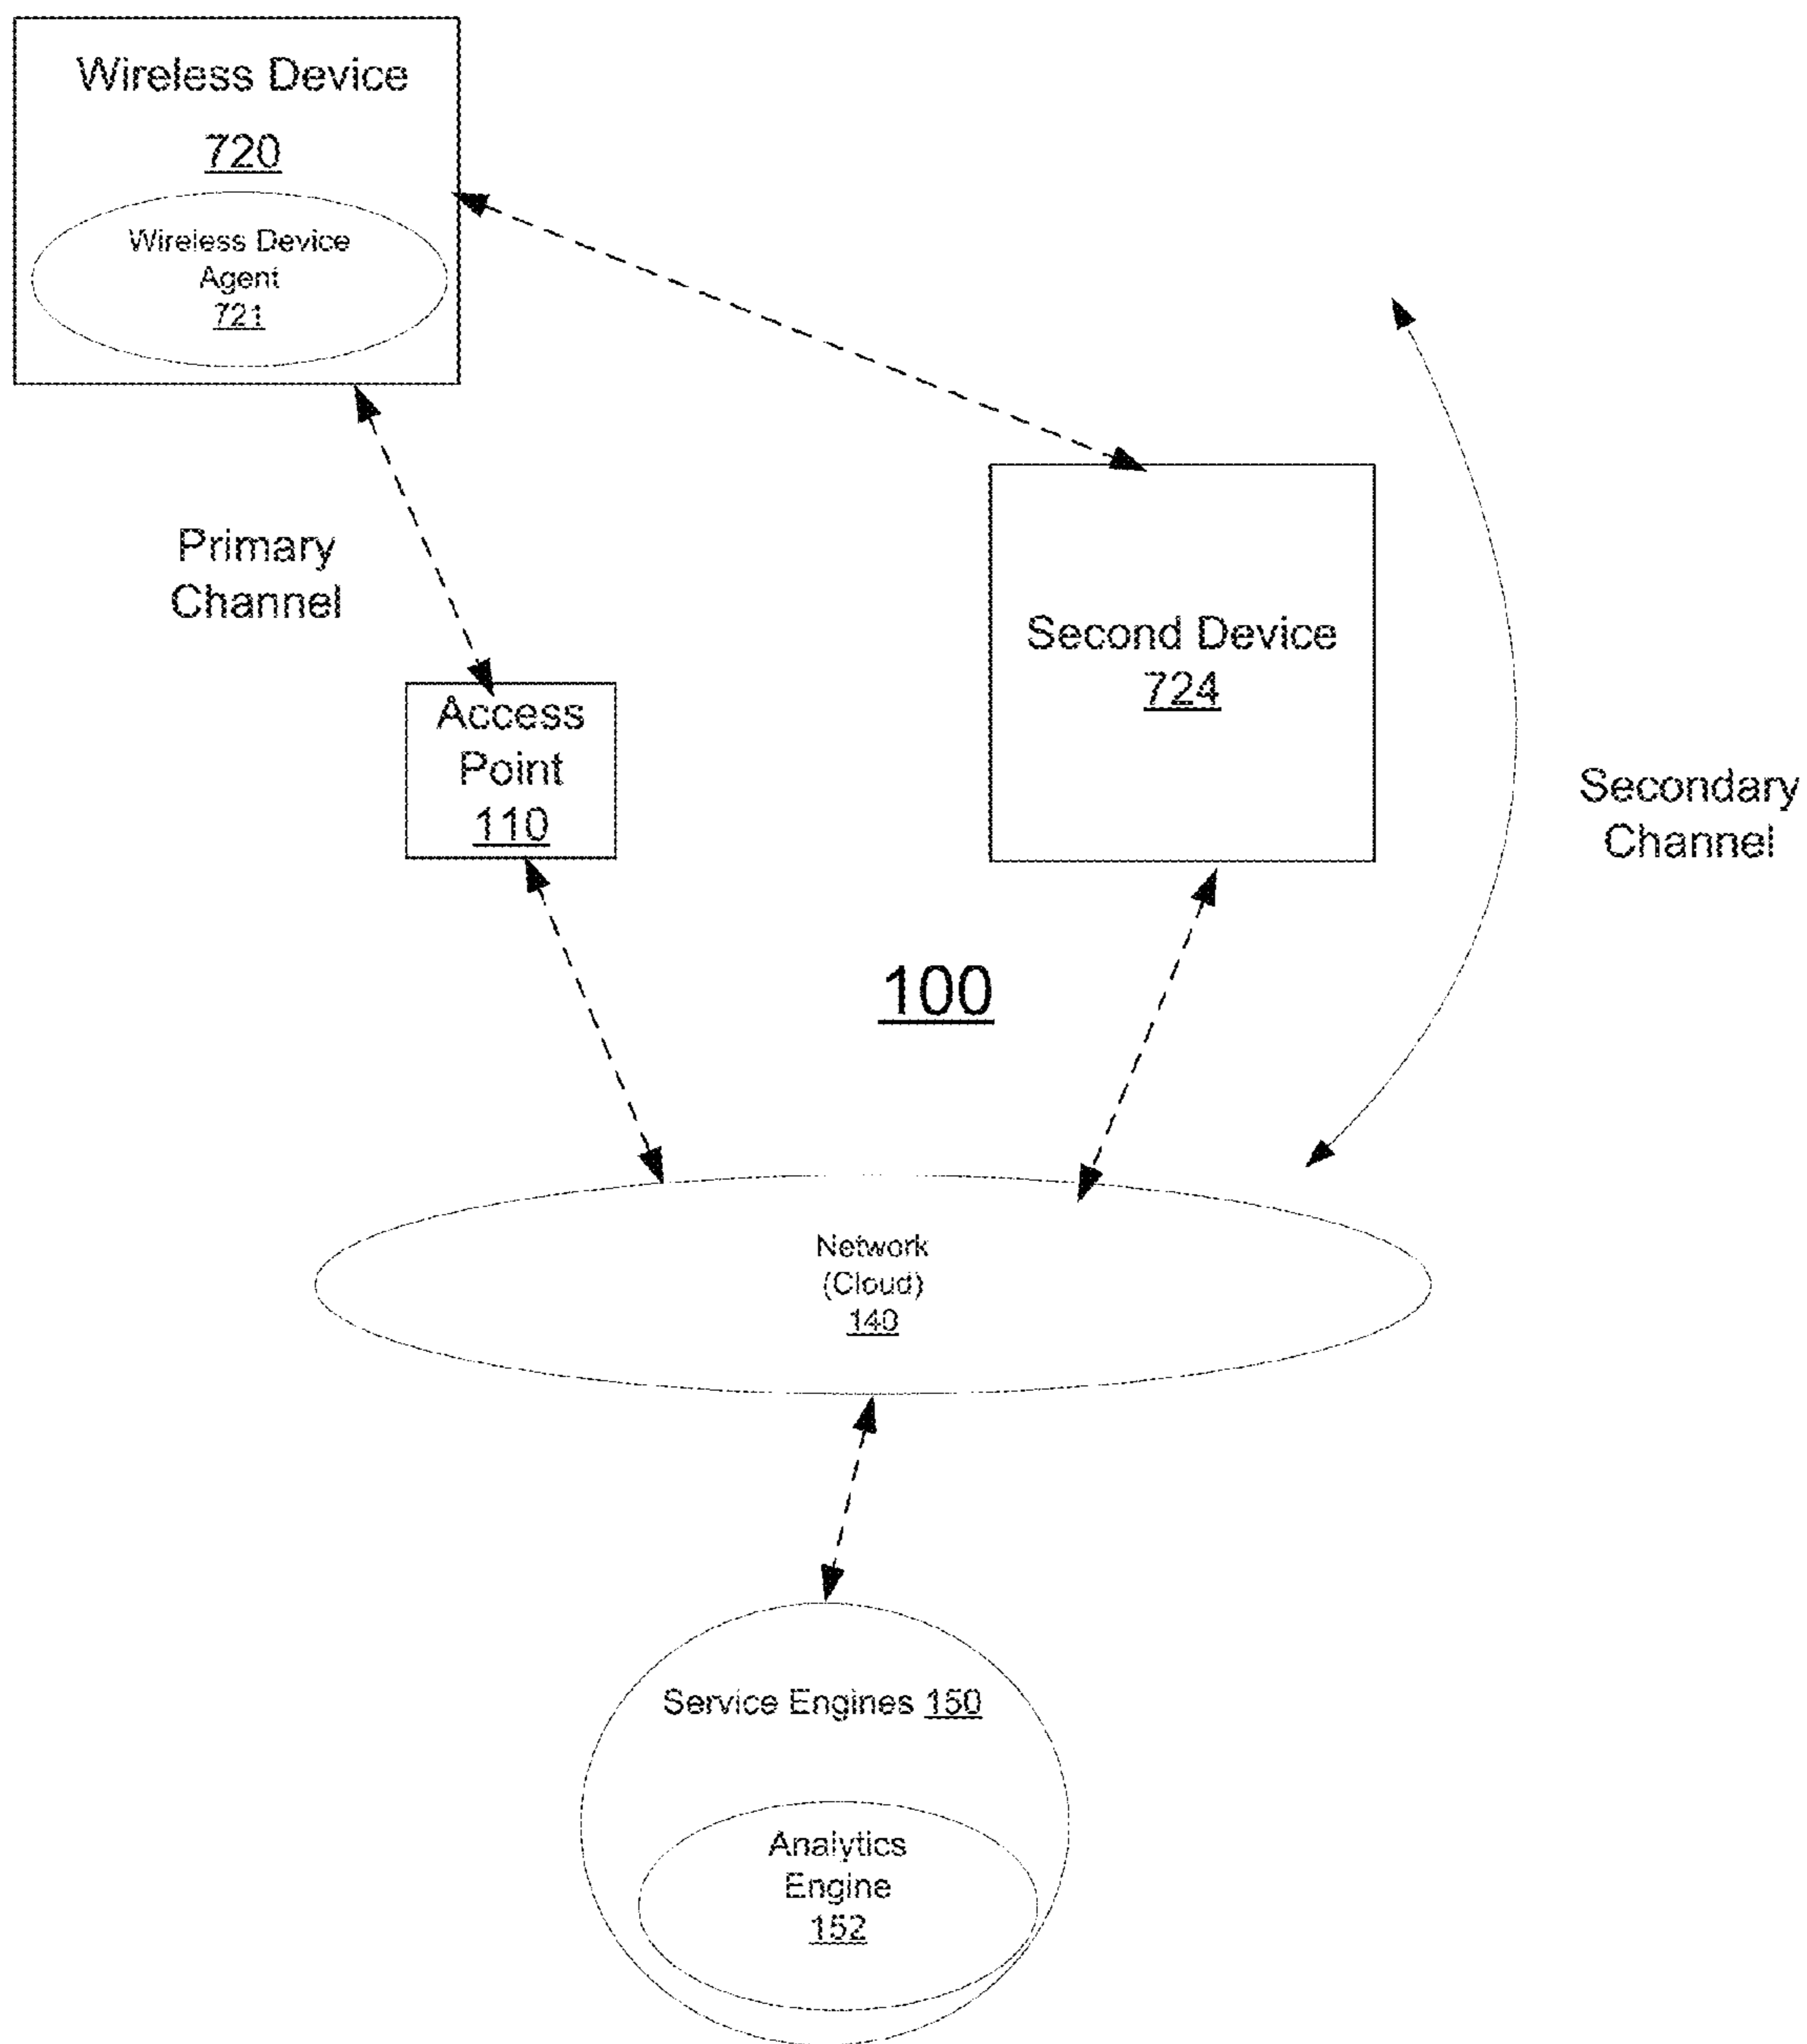 Wireless Device
720
Wireless Device
Agent
721
Primary
Channel
Access
Point
110
Second Device
724
Secondary
Channel
100
Network
(Cloud)
140
Service Engines 150
Analytics
Engine
152